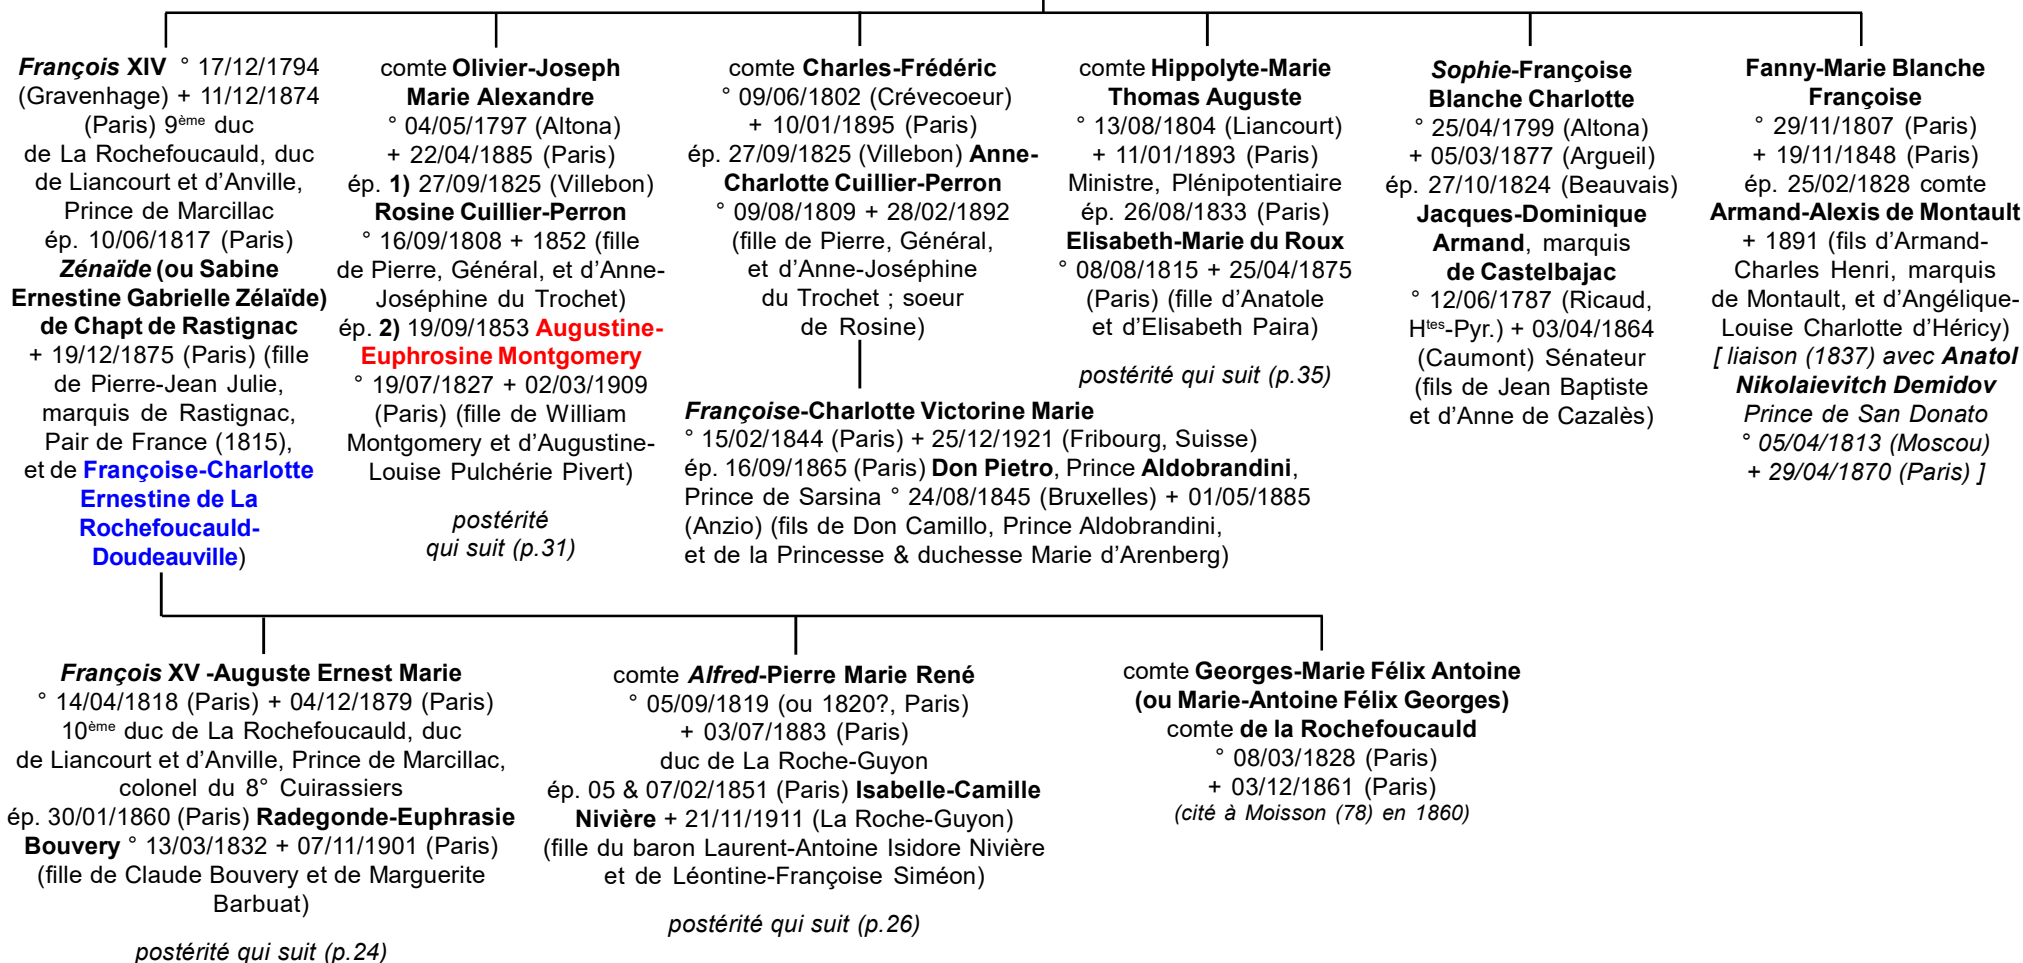 François XIV ° 17/12/1794
(Gravenhage) + 11/12/1874
(Paris) 9ème duc
de La Rochefoucauld, duc
de Liancourt et d'Anville,
Prince de Marcillac
ép. 10/06/1817 (Paris)
Zénaïde (ou Sabine
Ernestine Gabrielle Zélaïde)
de Chapt de Rastignac
+ 19/12/1875 (Paris) (fille
de Pierre-Jean Julie,
marquis de Rastignac,
Pair de France (1815),
et de Françoise-Charlotte
Ernestine de La
Rochefoucauld-
Doudeauville)
comte Olivier-Joseph
Marie Alexandre
° 04/05/1797 (Altona)
+ 22/04/1885 (Paris)
ép. 1) 27/09/1825 (Villebon)
Rosine Cuillier-Perron
° 16/09/1808 + 1852 (fille
de Pierre, Général, et d'Anne-
Joséphine du Trochet)
ép. 2) 19/09/1853 Augustine-
Euphrosine Montgomery
° 19/07/1827 + 02/03/1909
(Paris) (fille de William
Montgomery et d'Augustine-
Louise Pulchérie Pivert)
postérité
qui suit (p.31)
comte Charles-Frédéric
° 09/06/1802 (Crévecoeur)
+ 10/01/1895 (Paris)
ép. 27/09/1825 (Villebon) Anne-
Charlotte Cuillier-Perron
° 09/08/1809 + 28/02/1892
(fille de Pierre, Général,
et d'Anne-Joséphine
du Trochet ; soeur
de Rosine)
comte Hippolyte-Marie
Thomas Auguste
° 13/08/1804 (Liancourt)
+ 11/01/1893 (Paris)
Ministre, Plénipotentiaire
ép. 26/08/1833 (Paris)
Elisabeth-Marie du Roux
° 08/08/1815 + 25/04/1875
(Paris) (fille d'Anatole
et d'Elisabeth Paira)
postérité qui suit (p.35)
Sophie-Françoise
Blanche Charlotte
° 25/04/1799 (Altona)
+ 05/03/1877 (Argueil)
ép. 27/10/1824 (Beauvais)
Jacques-Dominique
Armand, marquis
de Castelbajac
° 12/06/1787 (Ricaud,
Htes-Pyr.) + 03/04/1864
(Caumont) Sénateur
(fils de Jean Baptiste
et d'Anne de Cazalès)
Fanny-Marie Blanche
Françoise
° 29/11/1807 (Paris)
+ 19/11/1848 (Paris)
ép. 25/02/1828 comte
Armand-Alexis de Montault
+ 1891 (fils d'Armand-
Charles Henri, marquis
de Montault, et d'Angélique-
Louise Charlotte d'Héricy)
[ liaison (1837) avec Anatol
Nikolaievitch Demidov
Prince de San Donato
° 05/04/1813 (Moscou)
+ 29/04/1870 (Paris) ]
Françoise-Charlotte Victorine Marie
° 15/02/1844 (Paris) + 25/12/1921 (Fribourg, Suisse)
ép. 16/09/1865 (Paris) Don Pietro, Prince Aldobrandini,
Prince de Sarsina ° 24/08/1845 (Bruxelles) + 01/05/1885
(Anzio) (fils de Don Camillo, Prince Aldobrandini,
et de la Princesse & duchesse Marie d'Arenberg)
François XV -Auguste Ernest Marie
° 14/04/1818 (Paris) + 04/12/1879 (Paris)
10ème duc de La Rochefoucauld, duc
de Liancourt et d'Anville, Prince de Marcillac,
colonel du 8° Cuirassiers
ép. 30/01/1860 (Paris) Radegonde-Euphrasie
Bouvery ° 13/03/1832 + 07/11/1901 (Paris)
(fille de Claude Bouvery et de Marguerite
Barbuat)
postérité qui suit (p.24)
comte Alfred-Pierre Marie René
° 05/09/1819 (ou 1820?, Paris)
+ 03/07/1883 (Paris)
duc de La Roche-Guyon
ép. 05 & 07/02/1851 (Paris) Isabelle-Camille
Nivière + 21/11/1911 (La Roche-Guyon)
(fille du baron Laurent-Antoine Isidore Nivière
et de Léontine-Françoise Siméon)
postérité qui suit (p.26)
comte Georges-Marie Félix Antoine
(ou Marie-Antoine Félix Georges)
comte de la Rochefoucauld
° 08/03/1828 (Paris)
+ 03/12/1861 (Paris)
(cité à Moisson (78) en 1860)